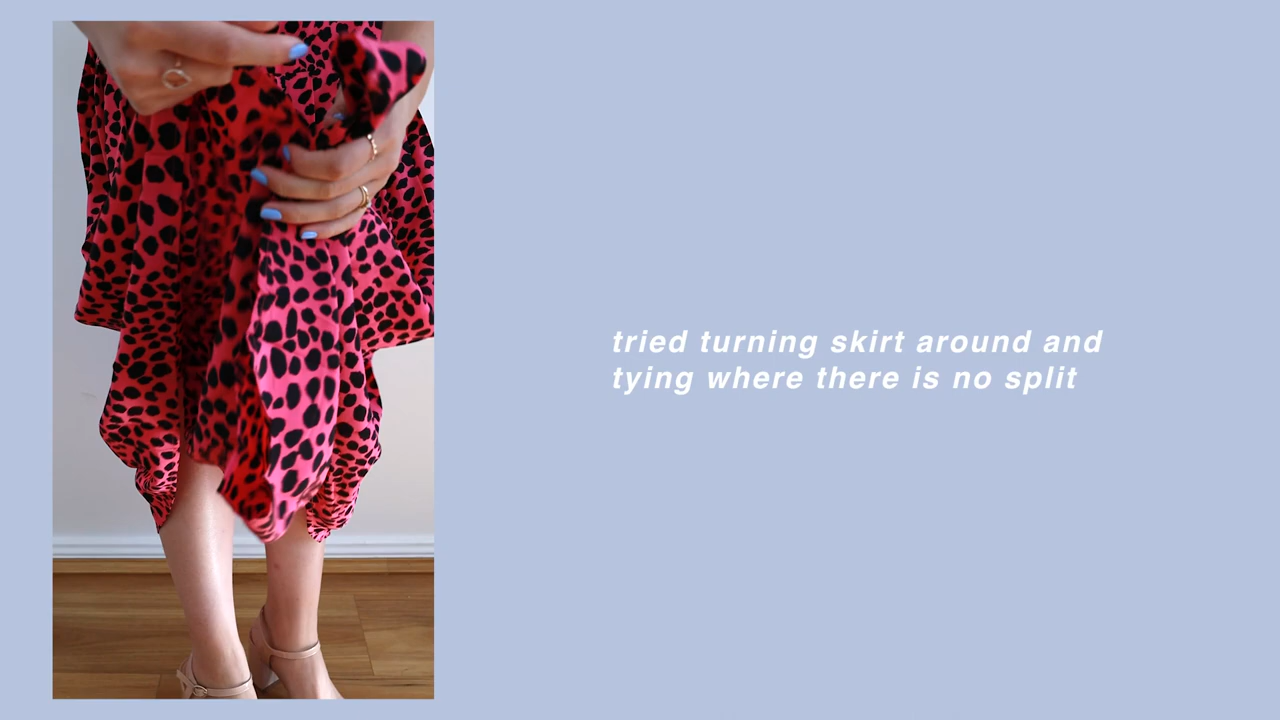 tried turning skirt around and
tying where there is no split